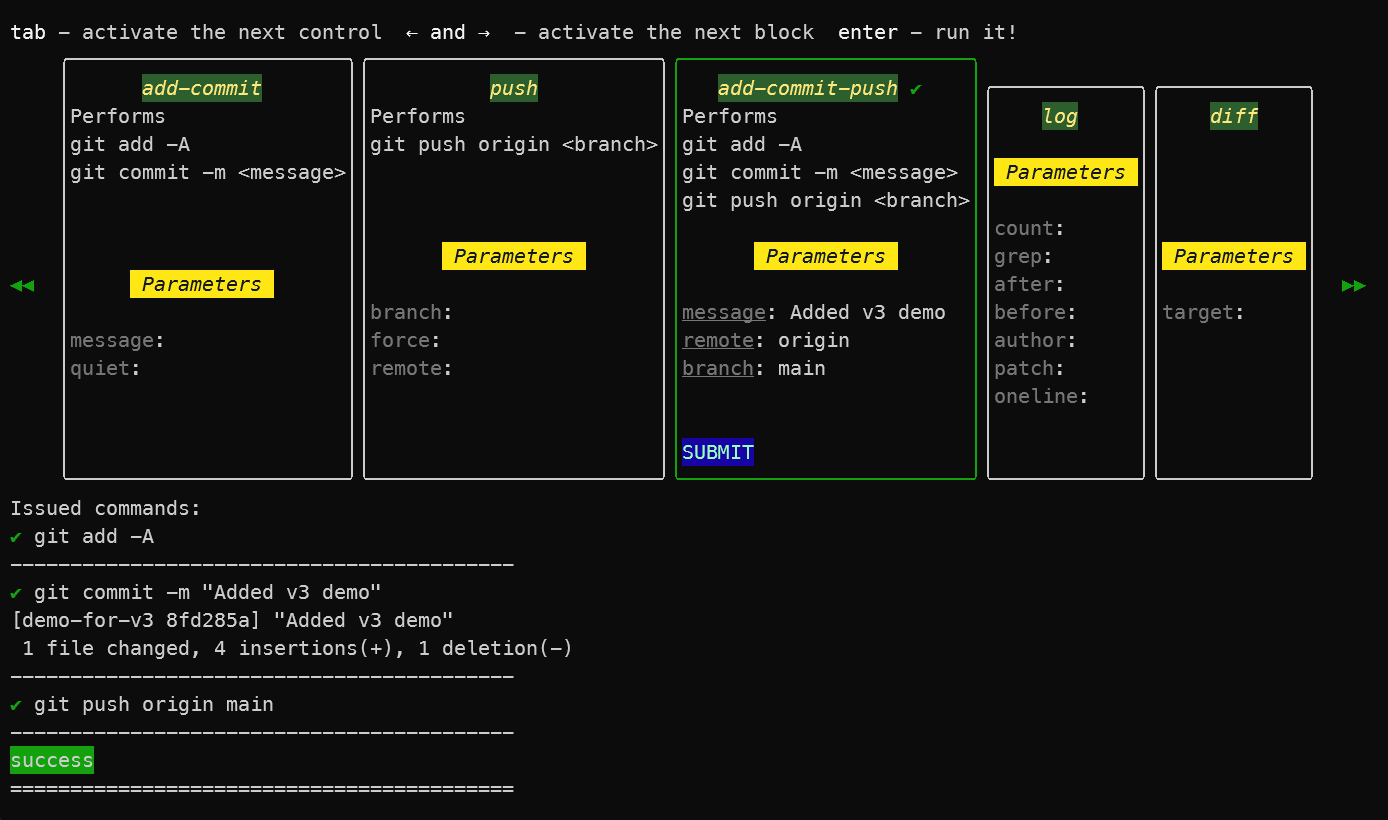 tab – activate the next control ← and → – activate the next block enter – run it!
add-commit
Performs
git add -A
git commit -m <message>
Parameters
message:
quiet:
push
Performs
git push origin <branch>
Parameters
branch:
force:
remote:
add-commit-push ✔
Performs
git add -A
git commit -m <message>
git push origin <branch>
Parameters
message: Added v3 demo
remote: origin
branch: main
SUBMIT
log
Parameters
count:
grep:
after:
before:
author:
patch:
oneline:
diff
Parameters
target:
◀◀
▶▶
Issued commands:
✔ git add -A
------------------------------------------
✔ git commit -m "Added v3 demo"
[demo-for-v3 8fd285a] "Added v3 demo"
1 file changed, 4 insertions(+), 1 deletion(-)
------------------------------------------
✔ git push origin main
------------------------------------------
success
==========================================